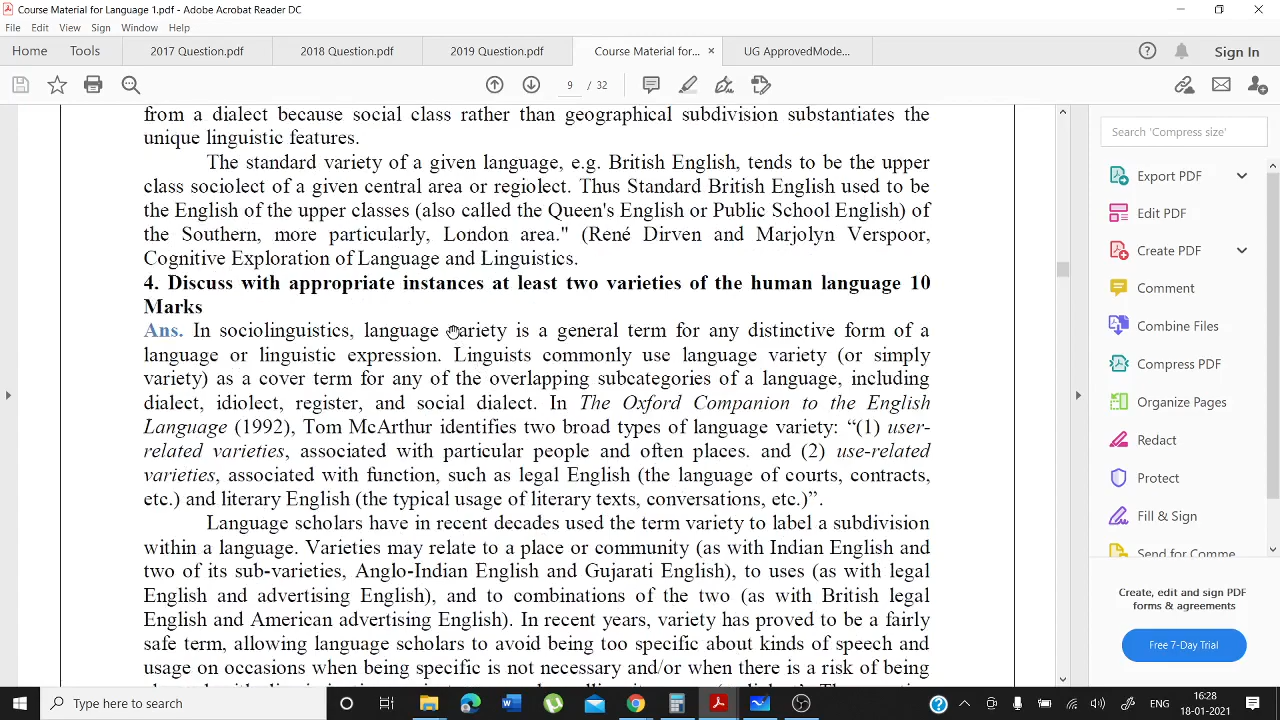 Course Material for Language 1.pdf - Adobe Acrobat Reader DC
File Edit View Sign Window Help
Home Tools 2017 Question.pdf 2018 Question.pdf 2019 Question.pdf Course Material for... × UG ApprovedMode... Sign In
9 / 32
from a dialect because social class rather than geographical subdivision substantiates the
unique linguistic features.
The standard variety of a given language, e.g. British English, tends to be the upper
class sociolect of a given central area or regiolect. Thus Standard British English used to be
the English of the upper classes (also called the Queen's English or Public School English) of
the Southern, more particularly, London area." (René Dirven and Marjolyn Verspoor,
Cognitive Exploration of Language and Linguistics.
4. Discuss with appropriate instances at least two varieties of the human language 10
Marks
Ans. In sociolinguistics, language variety is a general term for any distinctive form of a
language or linguistic expression. Linguists commonly use language variety (or simply
variety) as a cover term for any of the overlapping subcategories of a language, including
dialect, idiolect, register, and social dialect. In The Oxford Companion to the English
Language (1992), Tom McArthur identifies two broad types of language variety: “(1) user-
related varieties, associated with particular people and often places. and (2) use-related
varieties, associated with function, such as legal English (the language of courts, contracts,
etc.) and literary English (the typical usage of literary texts, conversations, etc.)”.
Language scholars have in recent decades used the term variety to label a subdivision
within a language. Varieties may relate to a place or community (as with Indian English and
two of its sub-varieties, Anglo-Indian English and Gujarati English), to uses (as with legal
English and advertising English), and to combinations of the two (as with British legal
English and American advertising English). In recent years, variety has proved to be a fairly
safe term, allowing language scholars to avoid being too specific about kinds of speech and
usage on occasions when being specific is not necessary and/or when there is a risk of being
Search 'Compress size'
Export PDF
Edit PDF
Create PDF
Comment
Combine Files
Compress PDF
Organize Pages
Redact
Protect
Fill & Sign
Send for Comme
Create, edit and sign PDF
forms & agreements
Free 7-Day Trial
Type here to search
ENG
16:28
18-01-2021